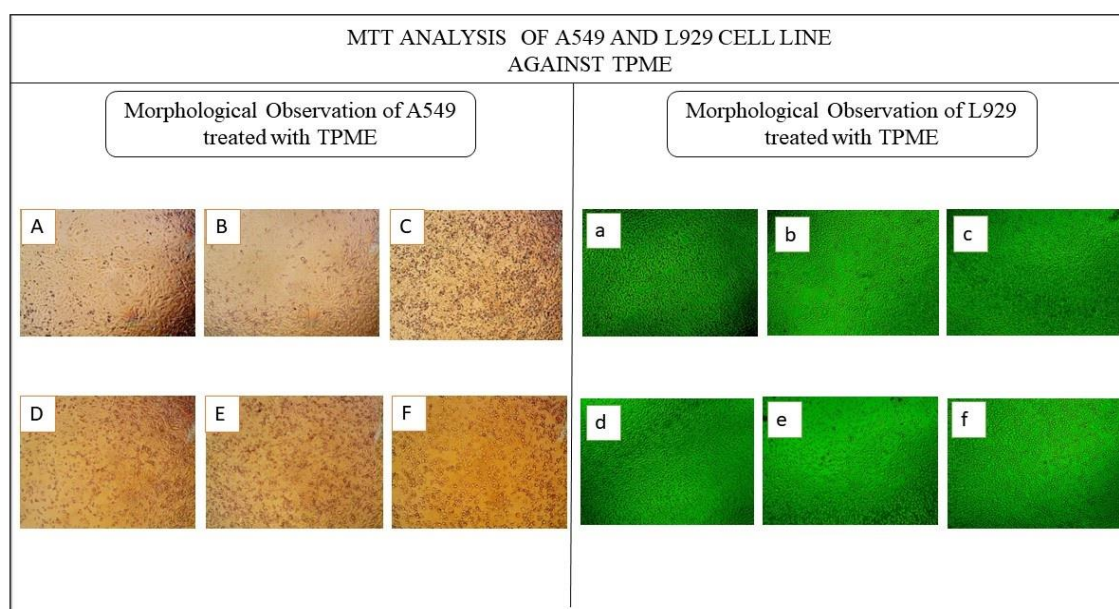 MTT ANALYSIS OF A549 AND L929 CELL LINE
AGAINST TPME
Morphological Observation of A549
treated with TPME
Morphological Observation of L929
treated with TPME
A
B
C
a
b
c
D
E
F
d
e
f